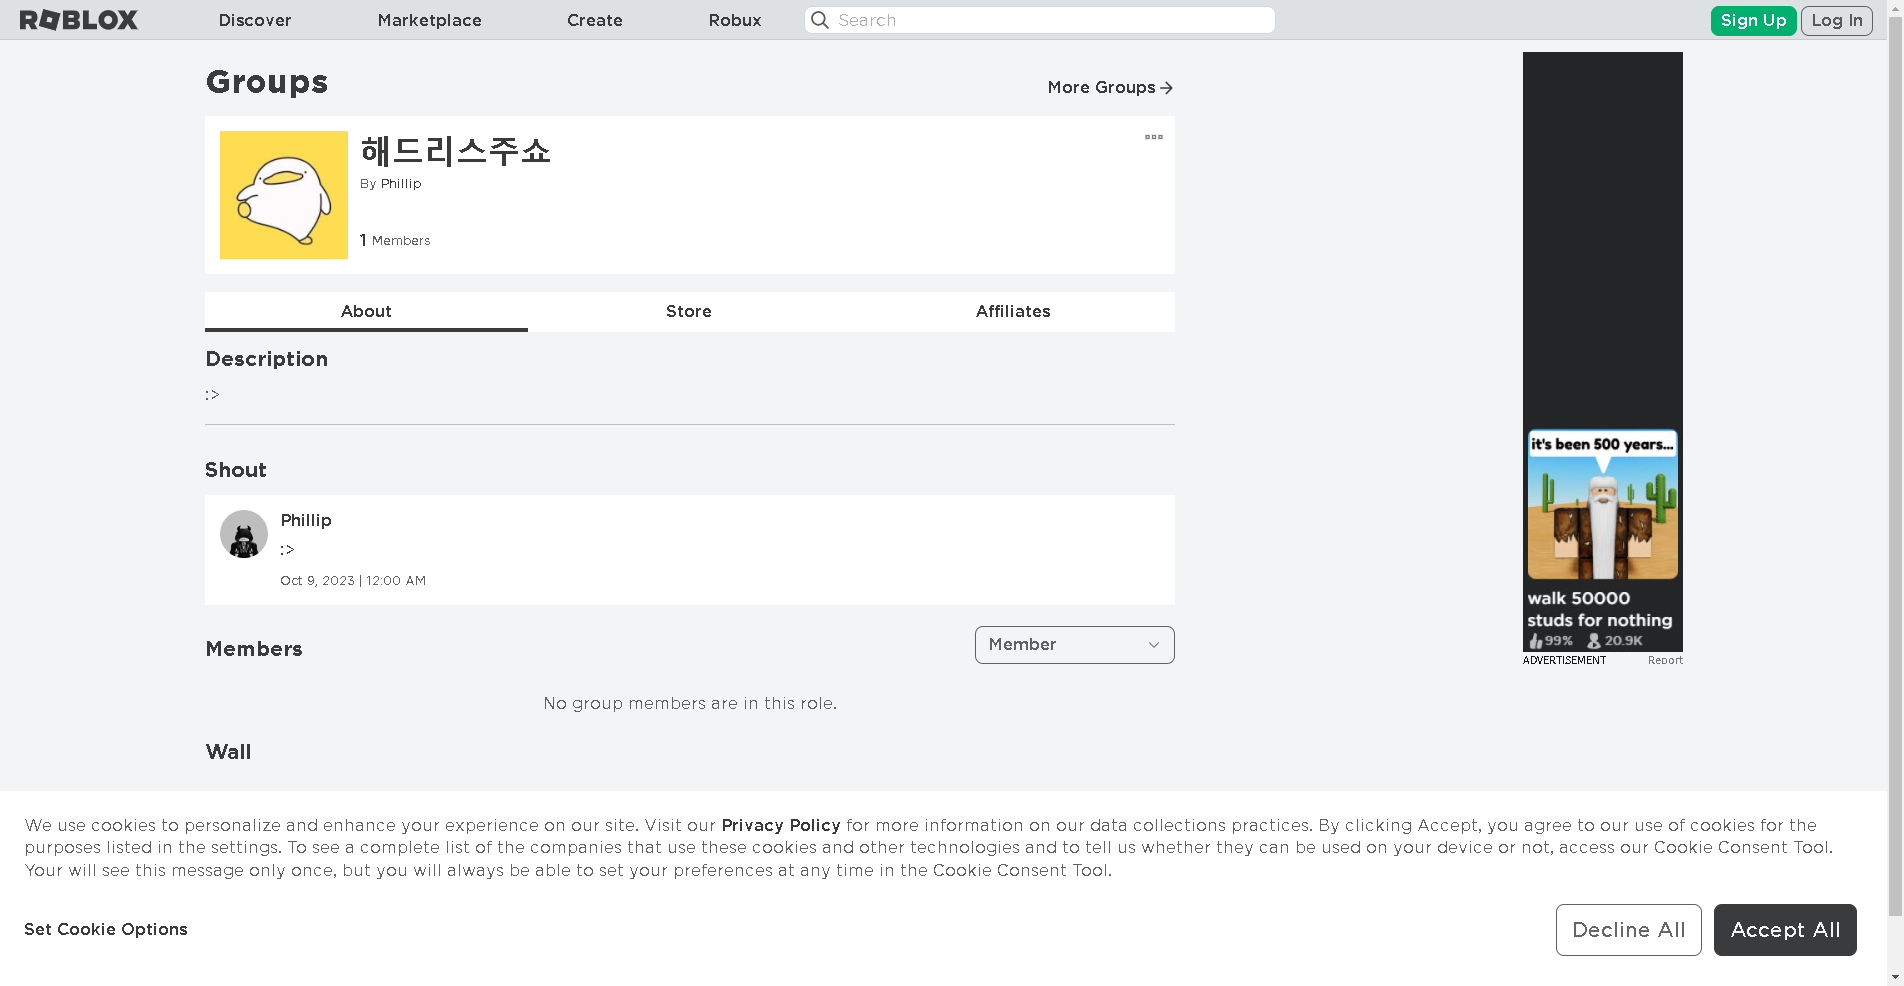 ROBLOX Discover Marketplace Create Robux Search Sign Up Log In
Groups
More Groups
해드리스주쇼
By Phillip
1 Members
About Store Affiliates
Description
:>
Shout
Phillip
:>
Oct 9, 2023 | 12:00 AM
Members
Member
No group members are in this role.
Wall
it's been 500 years...
walk 50000
studs for nothing
99% 20.9K
ADVERTISEMENT Report
We use cookies to personalize and enhance your experience on our site. Visit our Privacy Policy for more information on our data collections practices. By clicking Accept, you agree to our use of cookies for the
purposes listed in the settings. To see a complete list of the companies that use these cookies and other technologies and to tell us whether they can be used on your device or not, access our Cookie Consent Tool.
Your will see this message only once, but you will always be able to set your preferences at any time in the Cookie Consent Tool.
Set Cookie Options
Decline All Accept All